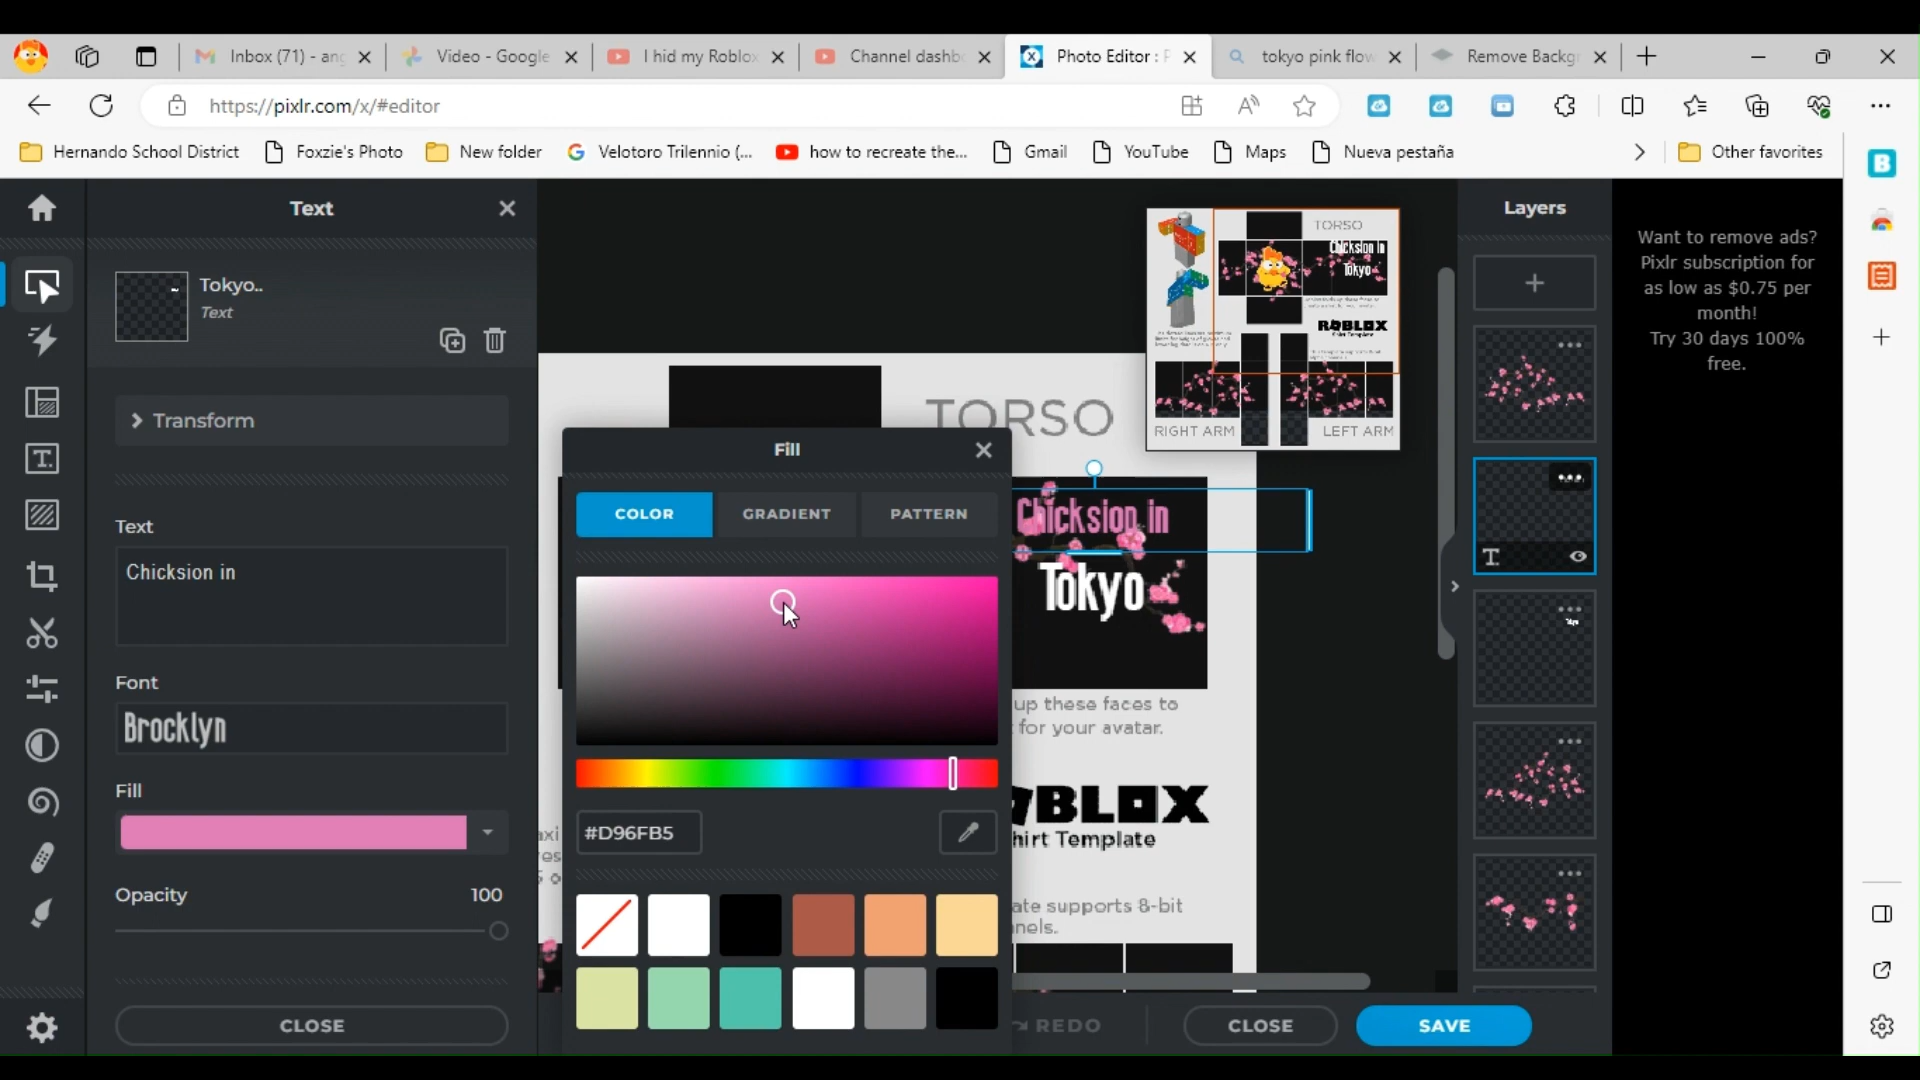 Inbox (71) - ang
Video - Google
I hid my Roblox
Channel dashb
Photo Editor : P
tokyo pink flow
Remove Backg
https://pixlr.com/x/#editor
Hernando School District
Foxzie's Photo
New folder
Velotoro Trilennio (...
how to recreate the...
Gmail
YouTube
Maps
Nueva pestaña
Other favorites
Text
Tokyo..
Text
Transform
Text
Chicksion in
Font
Brocklyn
Fill
Opacity 100
CLOSE
Fill
COLOR GRADIENT PATTERN
#D96FB5
TORSO
Chicksion in
Tokyo
up these faces to
for your avatar.
BLOX
hirt Template
ate supports 8-bit
nels.
REDO
CLOSE
SAVE
TORSO
Chicksion in
Tokyo
ROBLOX
Shirt Template
RIGHT ARM
LEFT ARM
Layers
Tokyo
Want to remove ads?
Pixlr subscription for
as low as $0.75 per
month!
Try 30 days 100%
free.